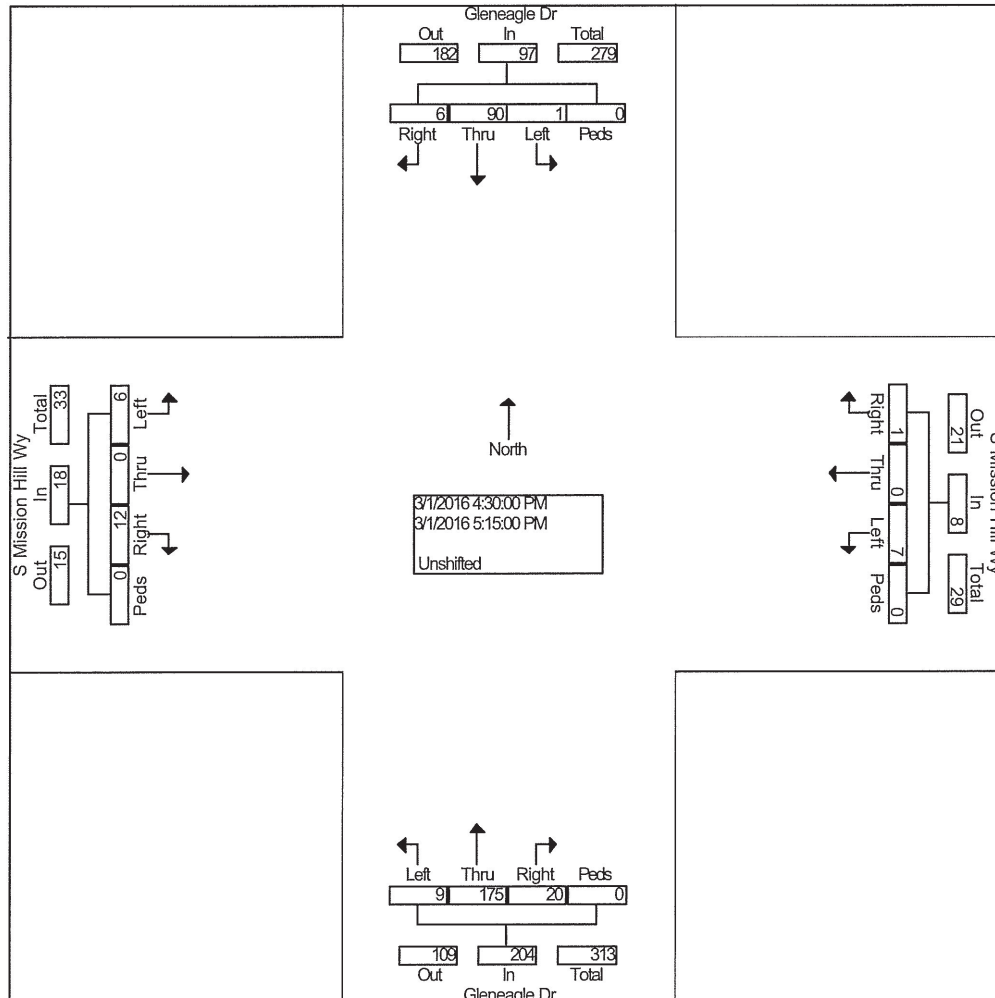 Gleneagle Dr
Out In Total
182 97 279
6 90 1 0
Right Thru Left Peds
S Mission Hill Wy
Total In Out
33 18 15
6 0 12 0
Left Thru Right Peds
North
3/1/2016 4:30:00 PM
3/1/2016 5:15:00 PM
Unshifted
Right Thru Left Peds
1 0 7 0
Out In Total
21 8 29
Mission Hill Wy
Left Thru Right Peds
9 175 20 0
109 204 313
Out In Total
Gleneagle Dr